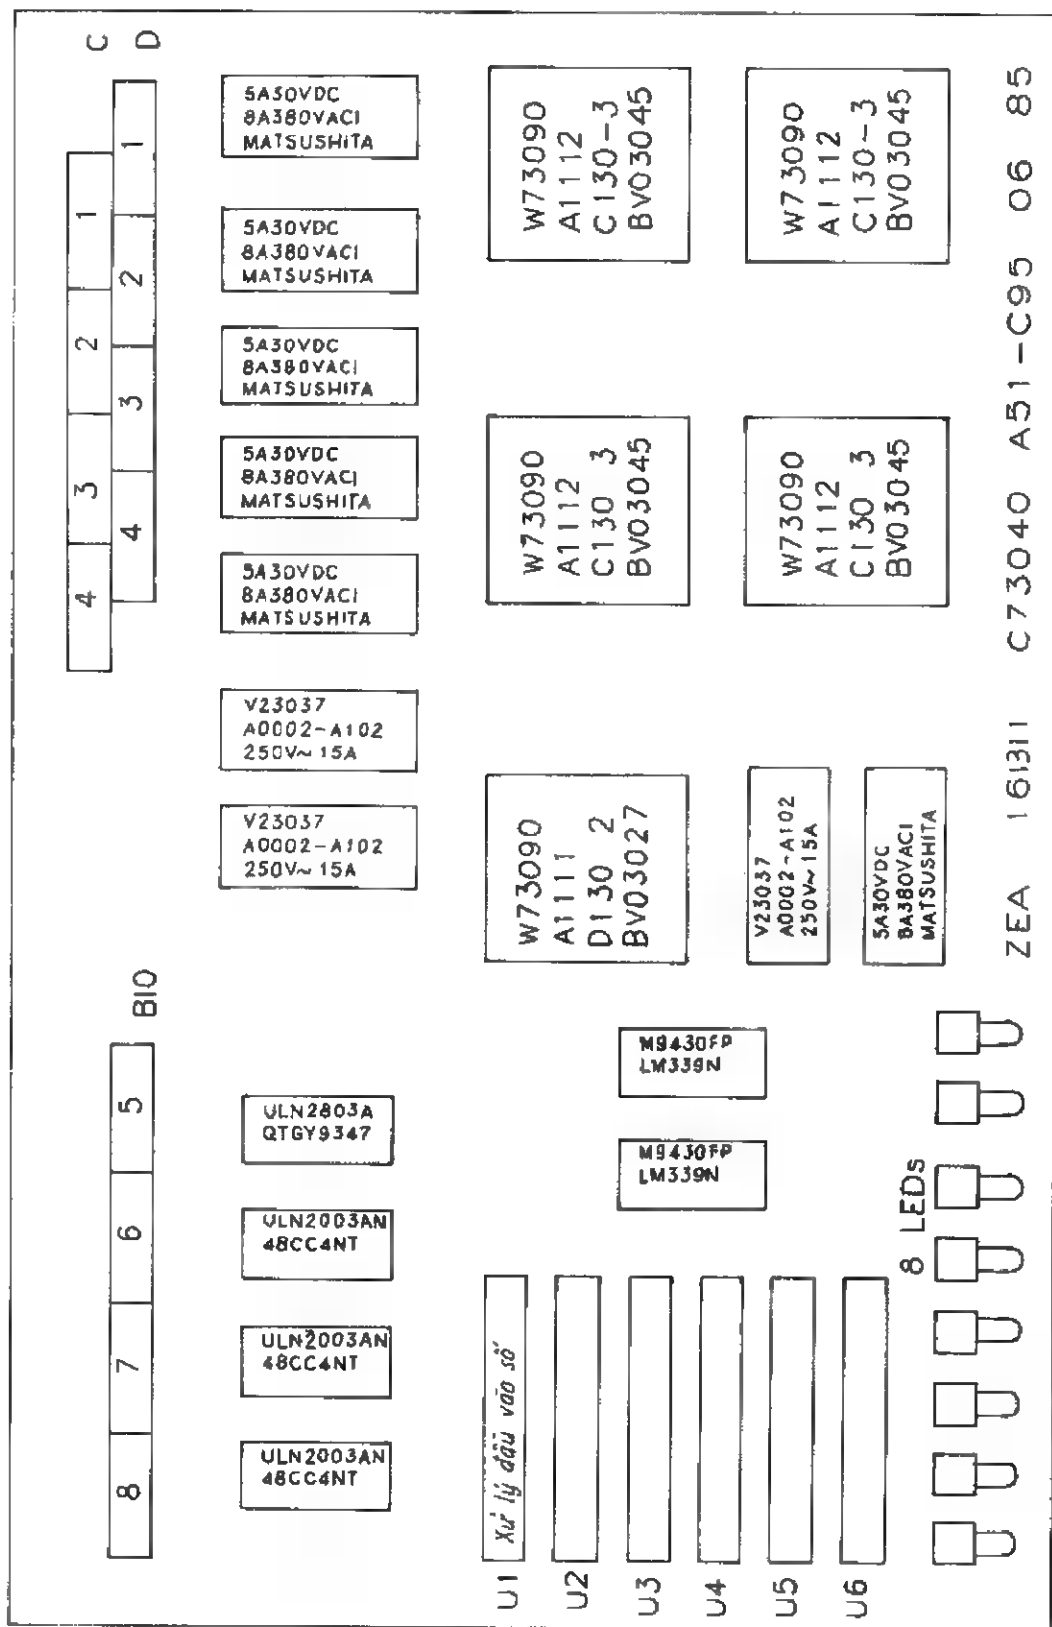 C
D
1
2
3
4
1
2
3
4
5A30VDC
8A380VACI
MATSUSHITA
5A30VDC
8A380VACI
MATSUSHITA
5A30VDC
8A380VACI
MATSUSHITA
5A30VDC
8A380VACI
MATSUSHITA
5A30VDC
8A380VACI
MATSUSHITA
V23037
A0002-A102
250V~ 15A
V23037
A0002-A102
250V~ 15A
W73090
A1112
C130-3
BV03045
W73090
A1112
C130-3
BV03045
W73090
A1112
C130 3
BV03045
W73090
A1112
C130 3
BV03045
W73090
A1111
D130 2
BV03027
V23037
A0002-A102
250V~ 15A
5A30VDC
8A380VACI
MATSUSHITA
ZEA 161311 C73040 A51-C95 06 85
BIO
5
6
7
8
ULN2803A
QTGY9347
ULN2003AN
48CC4NT
ULN2003AN
48CC4NT
ULN2003AN
48CC4NT
M9430FP
LM339N
M9430FP
LM339N
U1 Xử lý đầu vào số
U2
U3
U4
U5
U6
8 LEDs